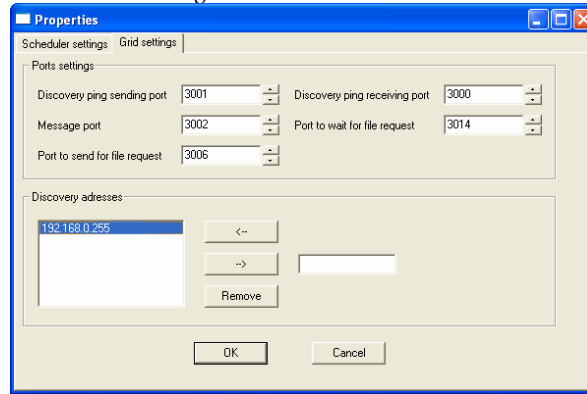 Properties
Scheduler settings Grid settings
Ports settings
Discovery ping sending port 3001 Discovery ping receiving port 3000
Message port 3002 Port to wait for file request 3014
Port to send for file request 3006
Discovery adresses
192.168.0.255 <--
-->
Remove
OK Cancel